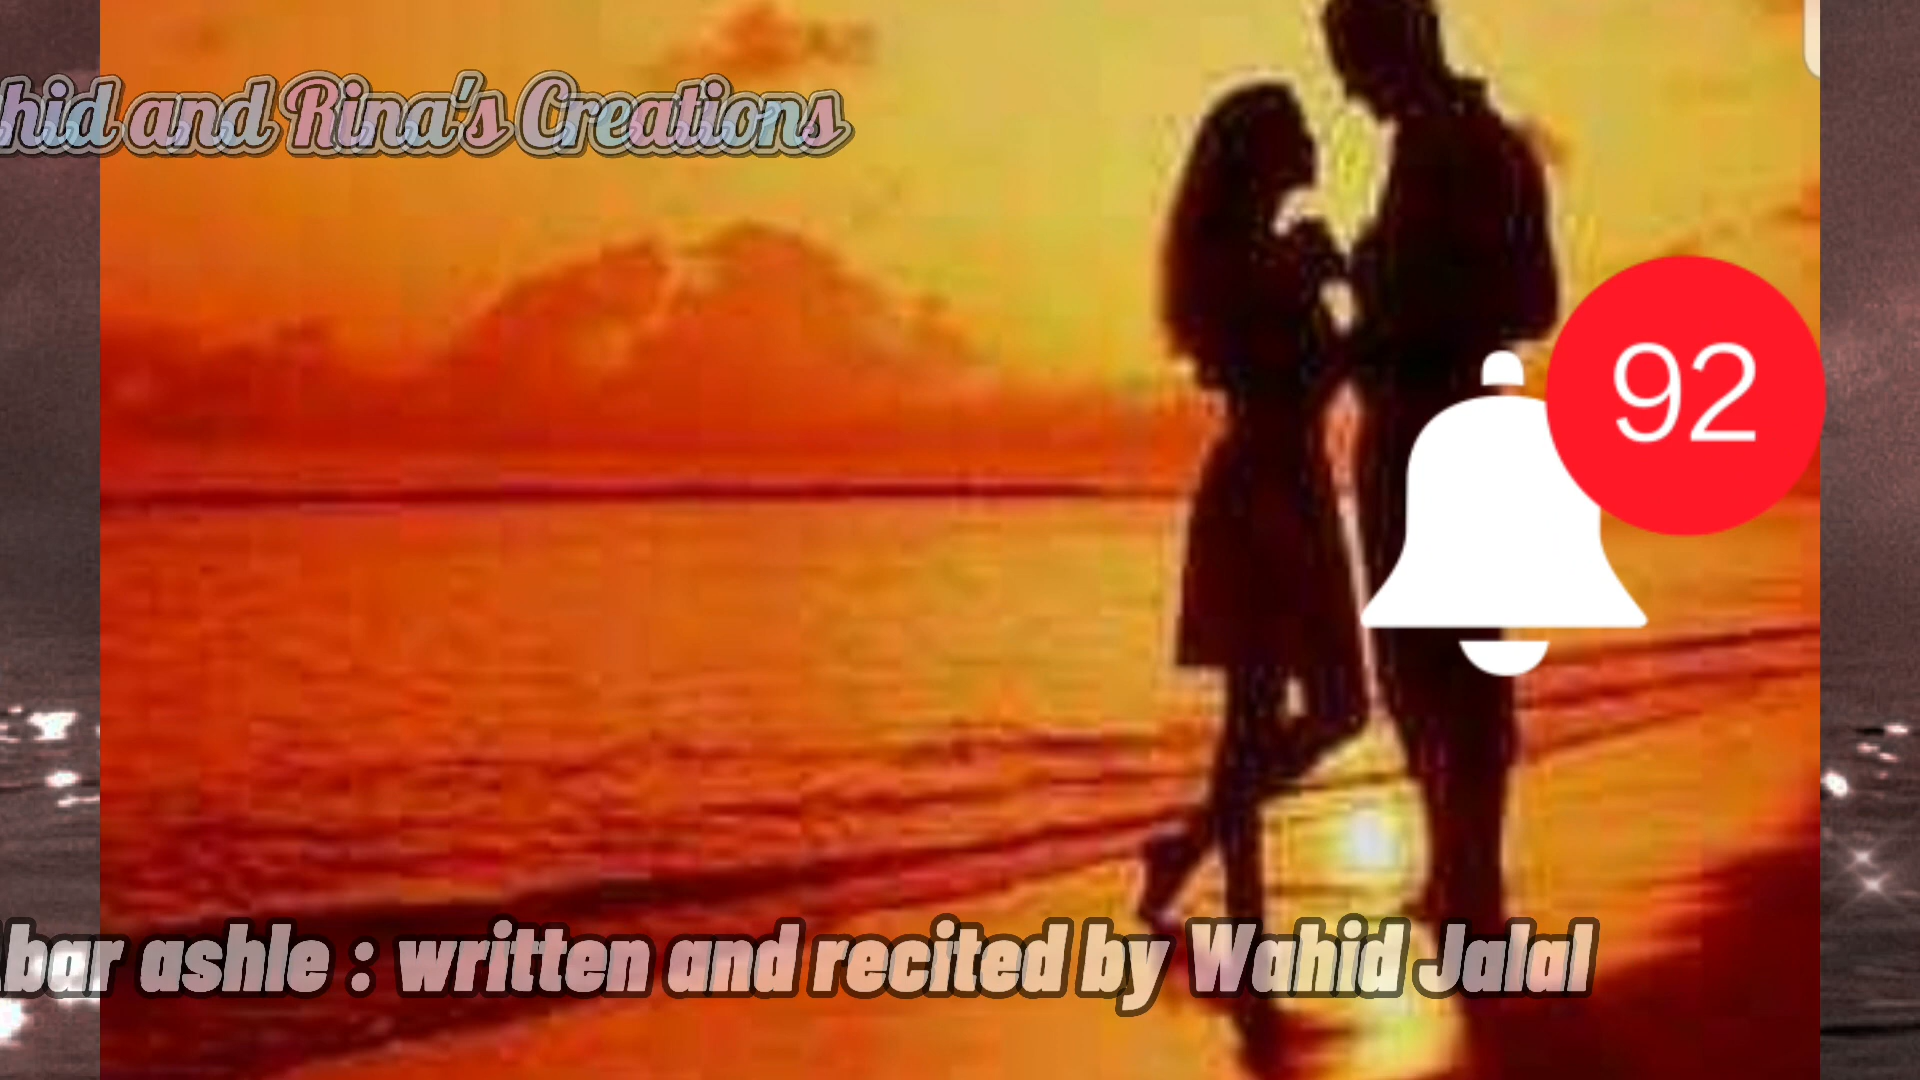 hid and Rina's Creations
92
bar ashle : written and recited by Wahid Jalal